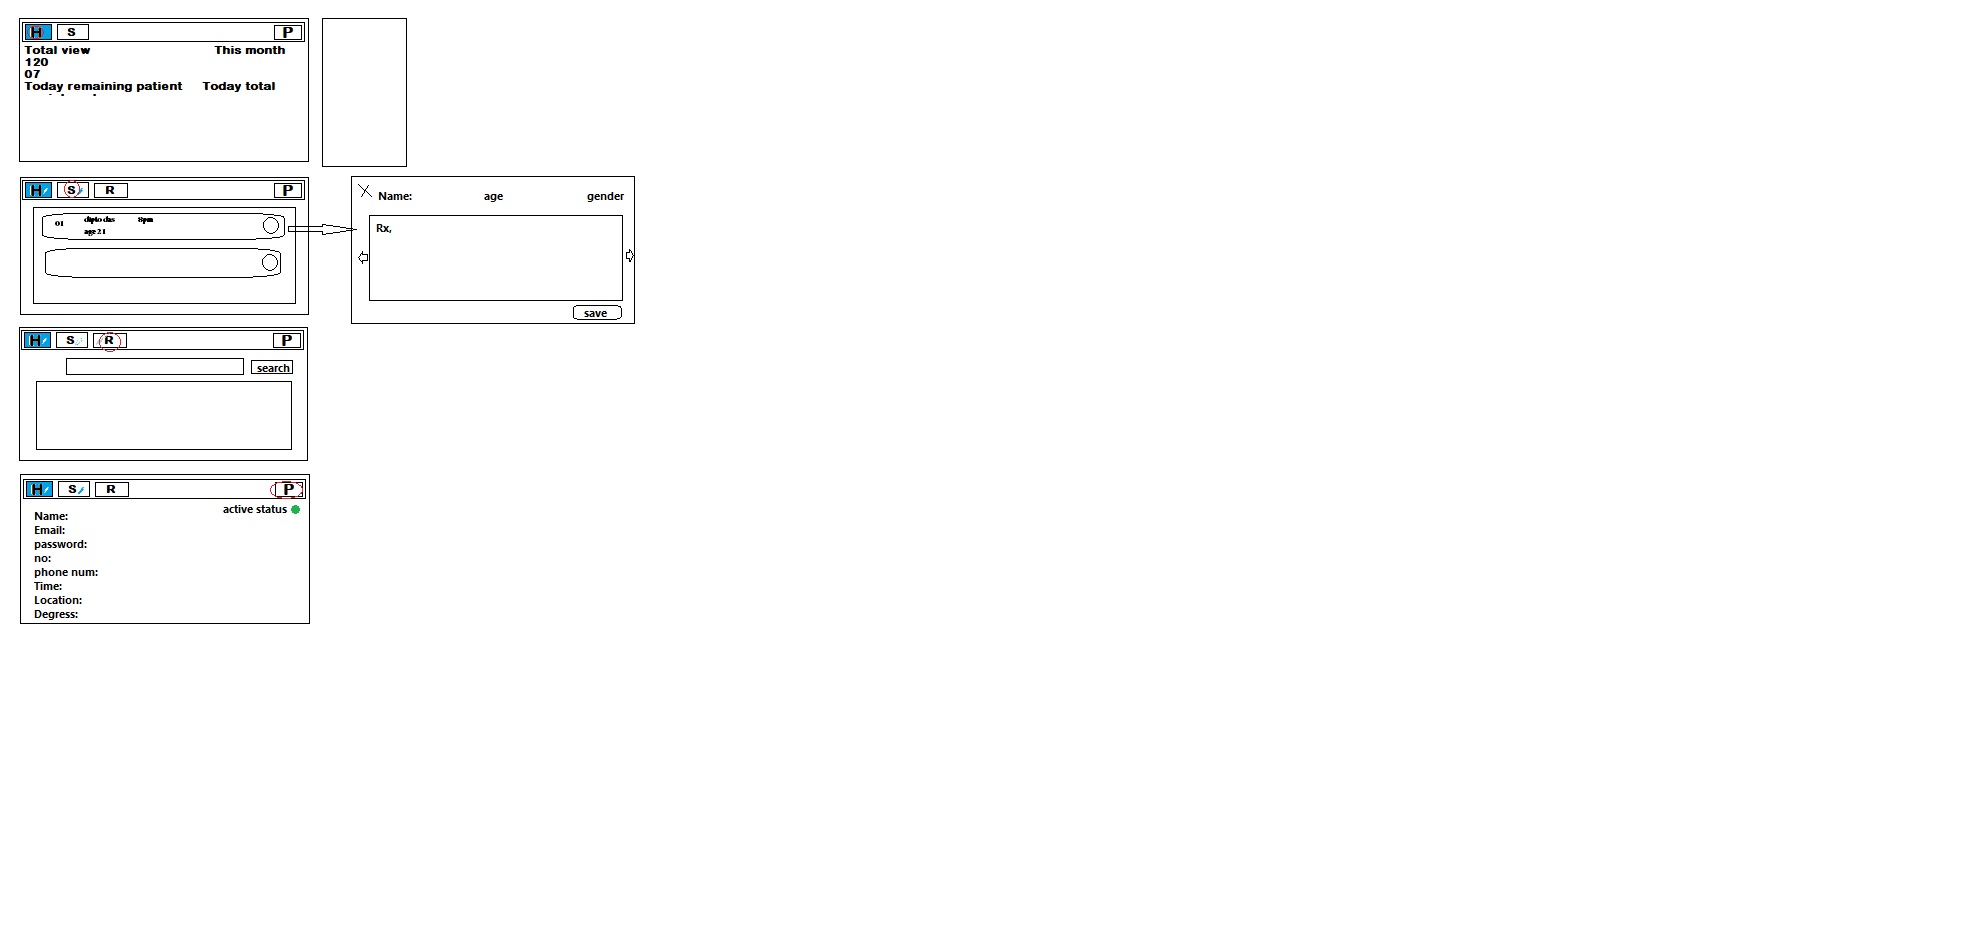 H S P
Total view This month
120
07
Today remaining patient Today total
H S R P
01 dipto das 8pm
age 21
Name: age gender
Rx,
save
H S R P
search
H S R P
active status
Name:
Email:
password:
no:
phone num:
Time:
Location:
Degress: